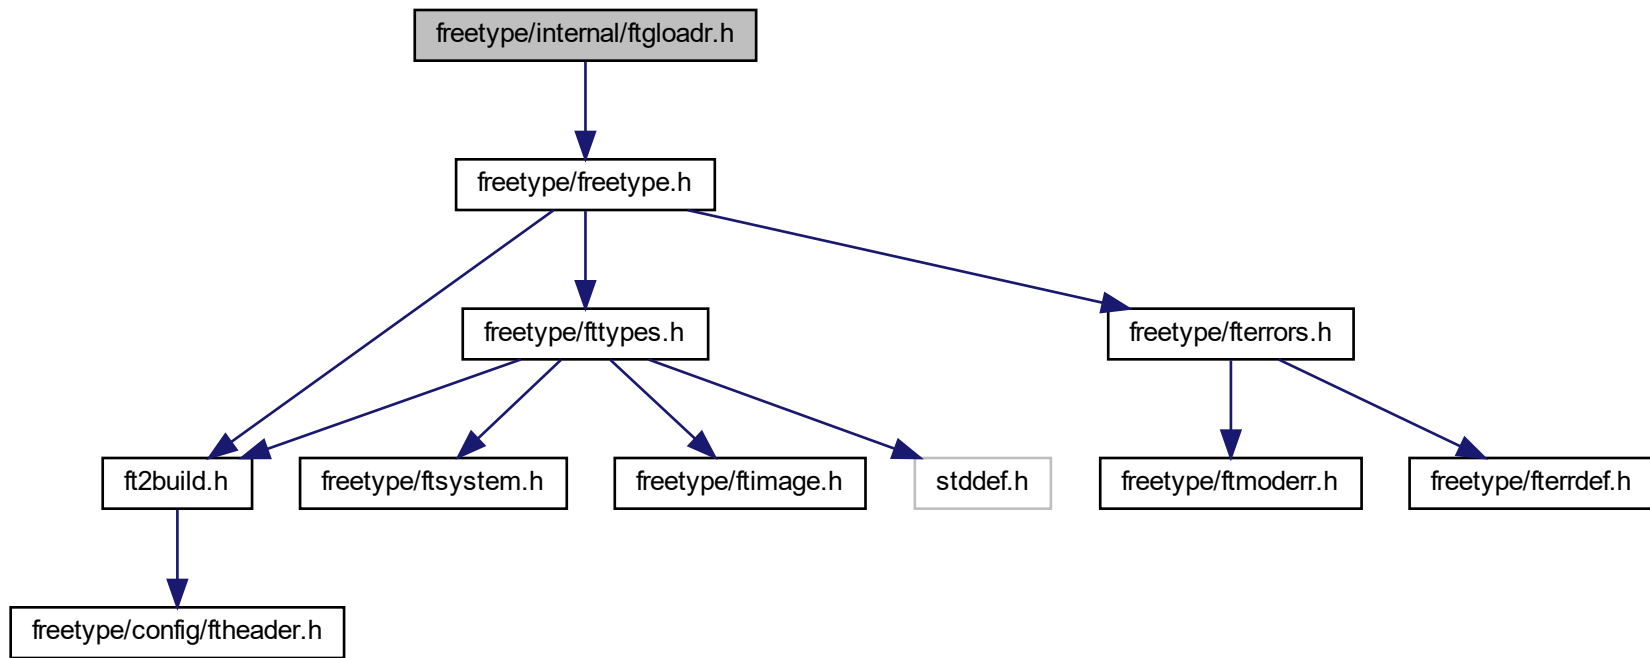 freetype/internal/ftgloadr.h
freetype/freetype.h
freetype/fttypes.h
freetype/fterrors.h
ft2build.h
freetype/ftsystem.h
freetype/ftimage.h
stddef.h
freetype/ftmoderr.h
freetype/fterrdef.h
freetype/config/ftheader.h